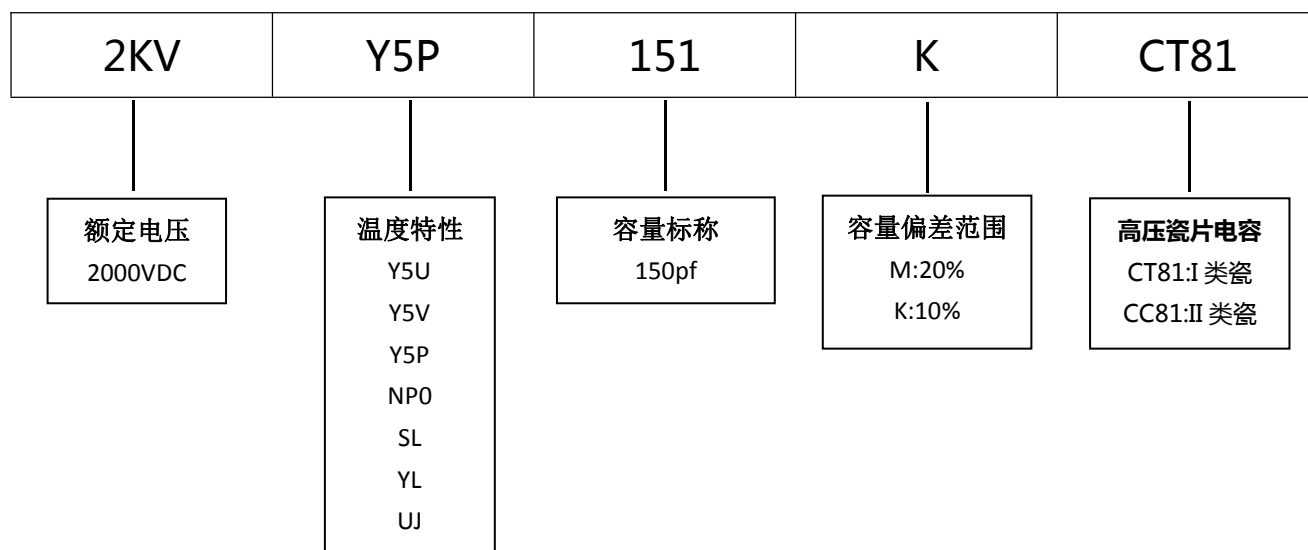 2KV Y5P 151 K CT81
额定电压
2000VDC
温度特性
Y5U
Y5V
Y5P
NP0
SL
YL
UJ
容量标称
150pf
容量偏差范围
M:20%
K:10%
高压瓷片电容
CT81:I 类瓷
CC81:II 类瓷